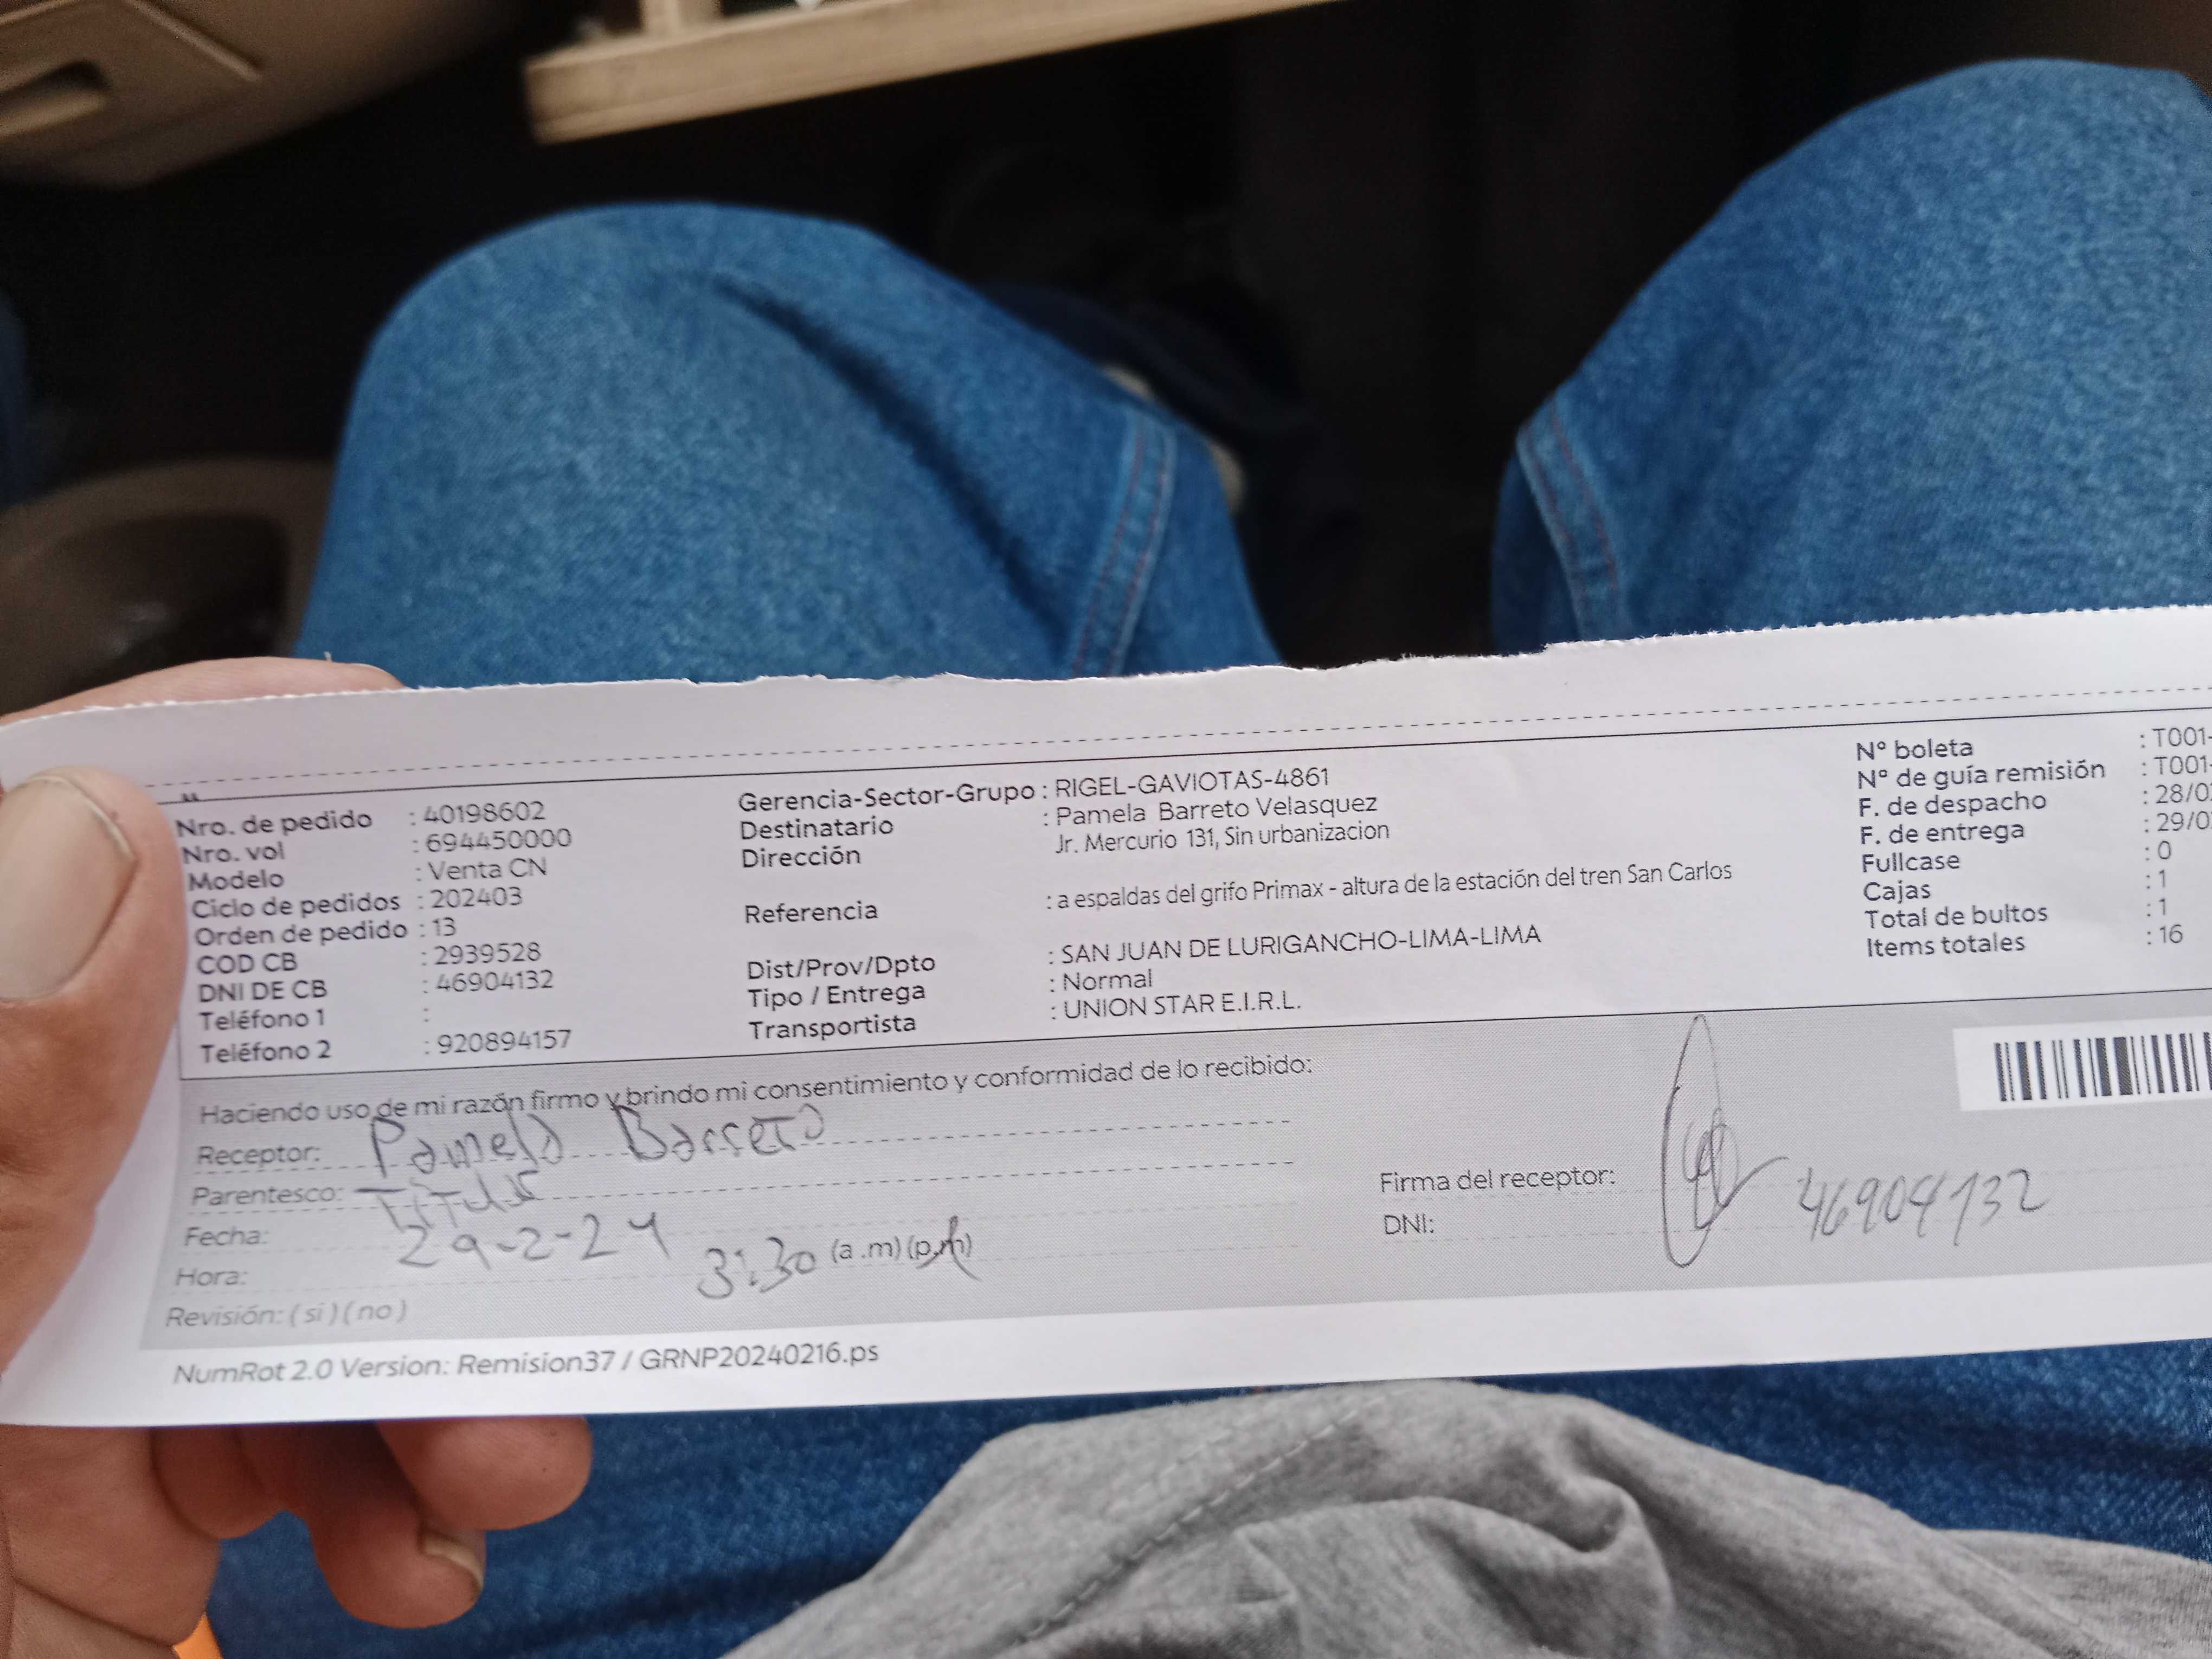 Nro. de pedido : 40198602
Nro. vol : 694450000
Modelo : Venta CN
Ciclo de pedidos : 202403
Orden de pedido : 13
COD CB : 2939528
DNI DE CB : 46904132
Teléfono 1 :
Teléfono 2 : 920894157
Gerencia-Sector-Grupo : RIGEL-GAVIOTAS-4861
Destinatario : Pamela Barreto Velasquez
Dirección Jr. Mercurio 131, Sin urbanizacion
Referencia : a espaldas del grifo Primax - altura de la estación del tren San Carlos
Dist/Prov/Dpto : SAN JUAN DE LURIGANCHO-LIMA-LIMA
Tipo / Entrega : Normal
Transportista : UNION STAR E.I.R.L.
N° boleta : T001-
N° de guía remisión : T001-
F. de despacho : 28/0
F. de entrega : 29/0
Fullcase : 0
Cajas : 1
Total de bultos : 1
Items totales : 16
Haciendo uso de mi razón firmo y brindo mi consentimiento y conformidad de lo recibido:
Receptor: Pamela Barreto
Parentesco: Titular
Fecha: 29-2-24
Hora: 3:30 (a.m) (p.m)
Revisión: ( si ) ( no )
Firma del receptor:
DNI: 46904132
NumRot 2.0 Version: Remision37 / GRNP20240216.ps